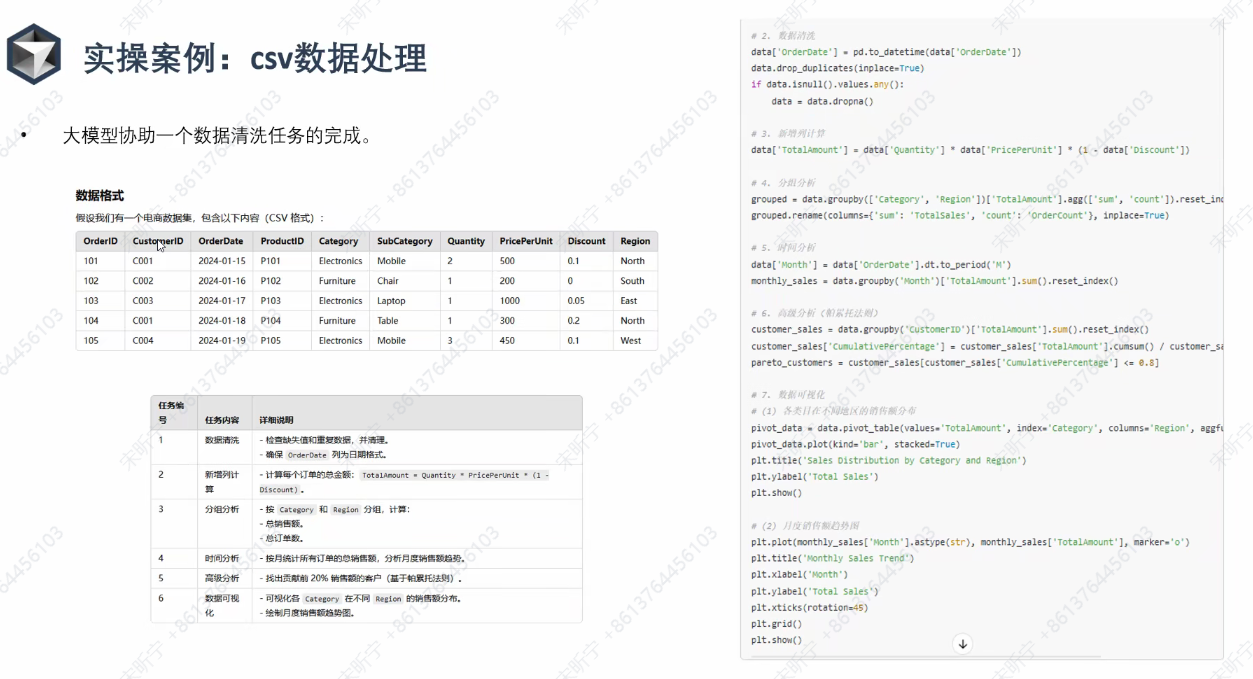 实操案例：csv数据处理
• 大模型协助一个数据清洗任务的完成。
数据格式
假设我们有一个电商数据集，包含以下内容（CSV 格式）：
OrderID CustomerID OrderDate ProductID Category SubCategory Quantity PricePerUnit Discount Region
101 C001 2024-01-15 P101 Electronics Mobile 2 500 0.1 North
102 C002 2024-01-16 P102 Furniture Chair 1 200 0 South
103 C003 2024-01-17 P103 Electronics Laptop 1 1000 0.05 East
104 C001 2024-01-18 P104 Furniture Table 1 300 0.2 North
105 C004 2024-01-19 P105 Electronics Mobile 3 450 0.1 West
任务编号 任务内容 详细说明
1 数据清洗 - 检查缺失值和重复数据，并清理。
- 确保 OrderDate 列为日期格式。
2 新增列计算 - 计算每个订单的总金额：TotalAmount = Quantity * PricePerUnit * (1 -
Discount)。
3 分组分析 - 按 Category 和 Region 分组，计算：
- 总销售额。
- 总订单数。
4 时间分析 - 按月统计所有订单的总销售额，分析月度销售额趋势。
5 高级分析 - 找出贡献前 20% 销售额的客户（基于帕累托法则）。
6 数据可视化 - 可视化各 Category 在不同 Region 的销售额分布。
- 绘制月度销售额趋势图。
# 2. 数据清洗
data['OrderDate'] = pd.to_datetime(data['OrderDate'])
data.drop_duplicates(inplace=True)
if data.isnull().values.any():
    data = data.dropna()
# 3. 新增列计算
data['TotalAmount'] = data['Quantity'] * data['PricePerUnit'] * (1 - data['Discount'])
# 4. 分组分析
grouped = data.groupby(['Category', 'Region'])['TotalAmount'].agg(['sum', 'count']).reset_in
grouped.rename(columns={'sum': 'TotalSales', 'count': 'OrderCount'}, inplace=True)
# 5. 时间分析
data['Month'] = data['OrderDate'].dt.to_period('M')
monthly_sales = data.groupby('Month')['TotalAmount'].sum().reset_index()
# 6. 高级分析（帕累托法则）
customer_sales = data.groupby('CustomerID')['TotalAmount'].sum().reset_index()
customer_sales['CumulativePercentage'] = customer_sales['TotalAmount'].cumsum() / customer_sa
pareto_customers = customer_sales[customer_sales['CumulativePercentage'] <= 0.8]
# 7. 数据可视化
# (1) 各类目在不同地区的销售额分布
pivot_data = data.pivot_table(values='TotalAmount', index='Category', columns='Region', aggfu
pivot_data.plot(kind='bar', stacked=True)
plt.title('Sales Distribution by Category and Region')
plt.ylabel('Total Sales')
plt.show()
# (2) 月度销售额趋势图
plt.plot(monthly_sales['Month'].astype(str), monthly_sales['TotalAmount'], marker='o')
plt.title('Monthly Sales Trend')
plt.xlabel('Month')
plt.ylabel('Total Sales')
plt.xticks(rotation=45)
plt.grid()
plt.show()
宋昕宁 +8613764456103